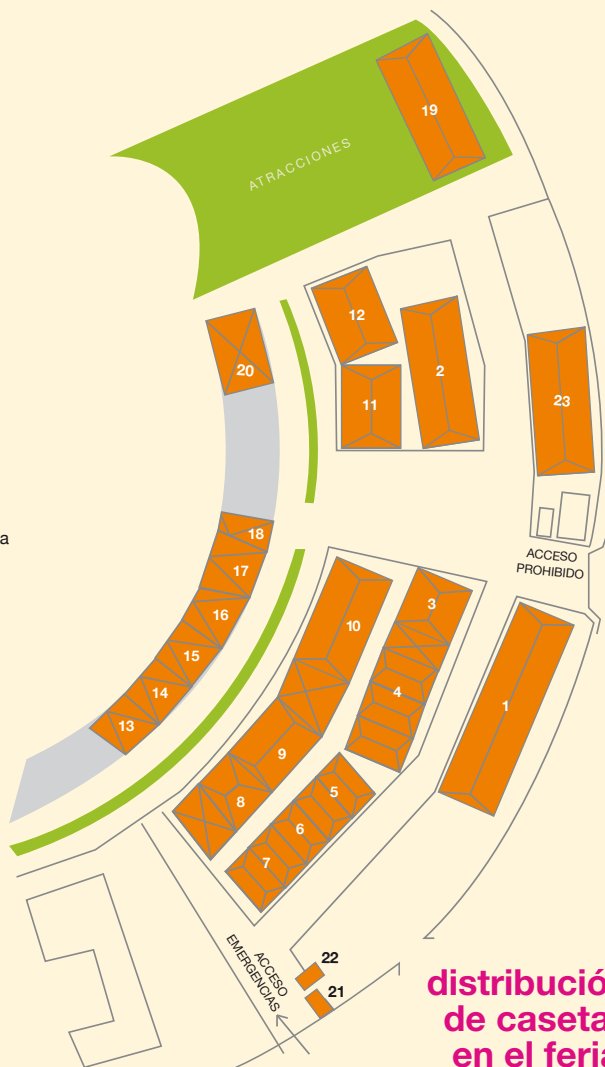 19
ATRACCIONES
12
2
20
11
23
a
18
17
16
15
14
13
ACCESO
PROHIBIDO
3
10
4
1
9
5
8
6
7
ACCESO
EMERGENCIAS
22
21
distribució
de caseta
en el feria